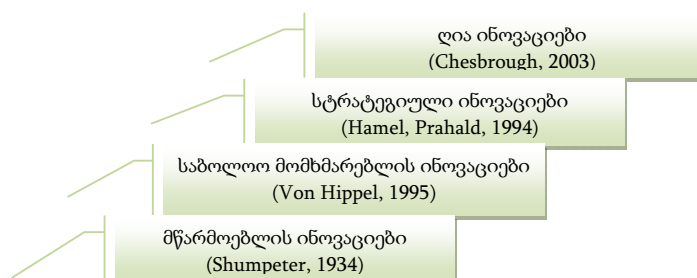 ღია ინოვაციები
(Chesbrough, 2003)
სტრატეგიული ინოვაციები
(Hamel, Prahald, 1994)
საბოლოო მომხმარებლის ინოვაციები
(Von Hippel, 1995)
მწარმოებლის ინოვაციები
(Shumpeter, 1934)